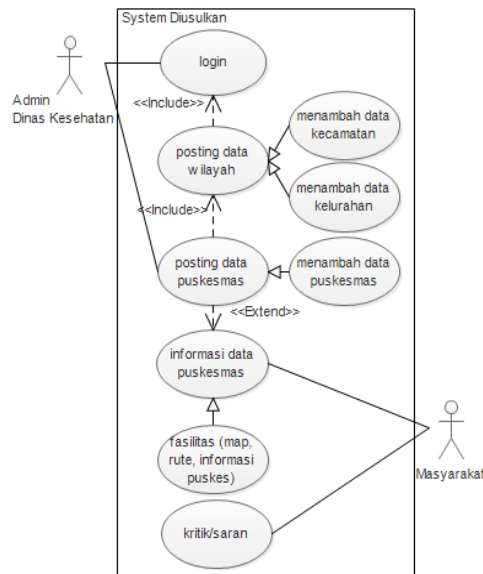 System Diusulkan
login
Admin
Dinas Kesehatan
<<Include>>
menambah data
kecamatan
posting data
wilayah
menambah data
kelurahan
<<Include>>
posting data
puskesmas
menambah data
puskesmas
<<Extend>>
informasi data
puskesmas
fasilitas (map,
rute, informasi
puskes)
Masyarakat
kritik/saran